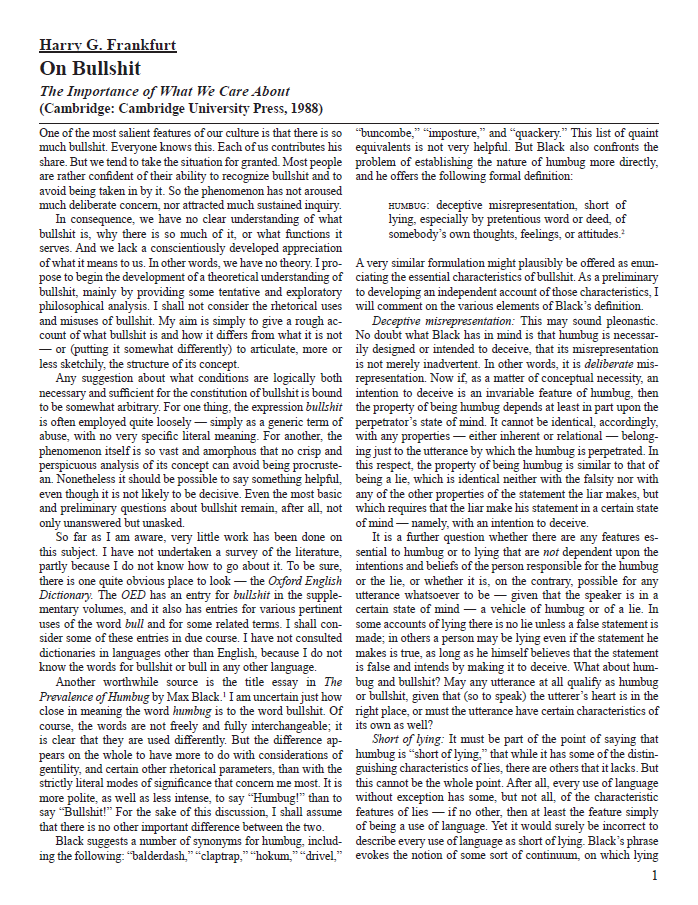 Harry G. Frankfurt
On Bullshit
The Importance of What We Care About
(Cambridge: Cambridge University Press, 1988)
One of the most salient features of our culture is that there is so
much bullshit. Everyone knows this. Each of us contributes his
share. But we tend to take the situation for granted. Most people
are rather confident of their ability to recognize bullshit and to
avoid being taken in by it. So the phenomenon has not aroused
much deliberate concern, nor attracted much sustained inquiry.
In consequence, we have no clear understanding of what
bullshit is, why there is so much of it, or what functions it
serves. And we lack a conscientiously developed appreciation
of what it means to us. In other words, we have no theory. I pro-
pose to begin the development of a theoretical understanding of
bullshit, mainly by providing some tentative and exploratory
philosophical analysis. I shall not consider the rhetorical uses
and misuses of bullshit. My aim is simply to give a rough ac-
count of what bullshit is and how it differs from what it is not
— or (putting it somewhat differently) to articulate, more or
less sketchily, the structure of its concept.
Any suggestion about what conditions are logically both
necessary and sufficient for the constitution of bullshit is bound
to be somewhat arbitrary. For one thing, the expression bullshit
is often employed quite loosely — simply as a generic term of
abuse, with no very specific literal meaning. For another, the
phenomenon itself is so vast and amorphous that no crisp and
perspicuous analysis of its concept can avoid being procruste-
an. Nonetheless it should be possible to say something helpful,
even though it is not likely to be decisive. Even the most basic
and preliminary questions about bullshit remain, after all, not
only unanswered but unasked.
So far as I am aware, very little work has been done on
this subject. I have not undertaken a survey of the literature,
partly because I do not know how to go about it. To be sure,
there is one quite obvious place to look — the Oxford English
Dictionary. The OED has an entry for bullshit in the supple-
mentary volumes, and it also has entries for various pertinent
uses of the word bull and for some related terms. I shall con-
sider some of these entries in due course. I have not consulted
dictionaries in languages other than English, because I do not
know the words for bullshit or bull in any other language.
Another worthwhile source is the title essay in The
Prevalence of Humbug by Max Black.¹ I am uncertain just how
close in meaning the word humbug is to the word bullshit. Of
course, the words are not freely and fully interchangeable; it
is clear that they are used differently. But the difference ap-
pears on the whole to have more to do with considerations of
gentility, and certain other rhetorical parameters, than with the
strictly literal modes of significance that concern me most. It is
more polite, as well as less intense, to say “Humbug!” than to
say “Bullshit!” For the sake of this discussion, I shall assume
that there is no other important difference between the two.
Black suggests a number of synonyms for humbug, includ-
ing the following: “balderdash,” “claptrap,” “hokum,” “drivel,”
“buncombe,” “imposture,” and “quackery.” This list of quaint
equivalents is not very helpful. But Black also confronts the
problem of establishing the nature of humbug more directly,
and he offers the following formal definition:
HUMBUG: deceptive misrepresentation, short of
lying, especially by pretentious word or deed, of
somebody’s own thoughts, feelings, or attitudes.²
A very similar formulation might plausibly be offered as enun-
ciating the essential characteristics of bullshit. As a preliminary
to developing an independent account of those characteristics, I
will comment on the various elements of Black’s definition.
Deceptive misrepresentation: This may sound pleonastic.
No doubt what Black has in mind is that humbug is necessar-
ily designed or intended to deceive, that its misrepresentation
is not merely inadvertent. In other words, it is deliberate mis-
representation. Now if, as a matter of conceptual necessity, an
intention to deceive is an invariable feature of humbug, then
the property of being humbug depends at least in part upon the
perpetrator’s state of mind. It cannot be identical, accordingly,
with any properties — either inherent or relational — belong-
ing just to the utterance by which the humbug is perpetrated. In
this respect, the property of being humbug is similar to that of
being a lie, which is identical neither with the falsity nor with
any of the other properties of the statement the liar makes, but
which requires that the liar make his statement in a certain state
of mind — namely, with an intention to deceive.
It is a further question whether there are any features es-
sential to humbug or to lying that are not dependent upon the
intentions and beliefs of the person responsible for the humbug
or the lie, or whether it is, on the contrary, possible for any
utterance whatsoever to be — given that the speaker is in a
certain state of mind — a vehicle of humbug or of a lie. In
some accounts of lying there is no lie unless a false statement is
made; in others a person may be lying even if the statement he
makes is true, as long as he himself believes that the statement
is false and intends by making it to deceive. What about hum-
bug and bullshit? May any utterance at all qualify as humbug
or bullshit, given that (so to speak) the utterer’s heart is in the
right place, or must the utterance have certain characteristics of
its own as well?
Short of lying: It must be part of the point of saying that
humbug is “short of lying,” that while it has some of the distin-
guishing characteristics of lies, there are others that it lacks. But
this cannot be the whole point. After all, every use of language
without exception has some, but not all, of the characteristic
features of lies — if no other, then at least the feature simply
of being a use of language. Yet it would surely be incorrect to
describe every use of language as short of lying. Black’s phrase
evokes the notion of some sort of continuum, on which lying
1